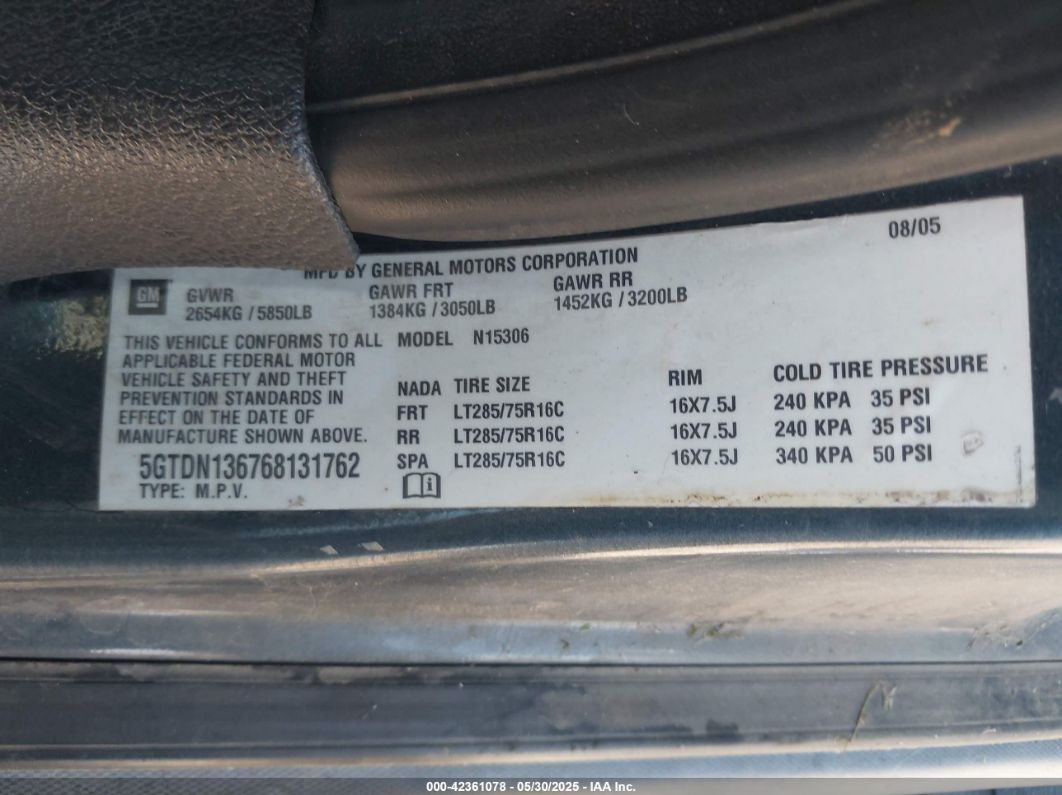 08/05
MFD BY GENERAL MOTORS CORPORATION
GM
GVWR GAWR FRT GAWR RR
2654KG / 5850LB 1384KG / 3050LB 1452KG / 3200LB
THIS VEHICLE CONFORMS TO ALL
APPLICABLE FEDERAL MOTOR
VEHICLE SAFETY AND THEFT
PREVENTION STANDARDS IN
EFFECT ON THE DATE OF
MANUFACTURE SHOWN ABOVE.
5GTDN136768131762
TYPE: M.P.V.
MODEL N15306
NADA TIRE SIZE RIM COLD TIRE PRESSURE
FRT LT285/75R16C 16X7.5J 240 KPA 35 PSI
RR LT285/75R16C 16X7.5J 240 KPA 35 PSI
SPA LT285/75R16C 16X7.5J 340 KPA 50 PSI
000-42361078 - 05/30/2025 - IAA Inc.